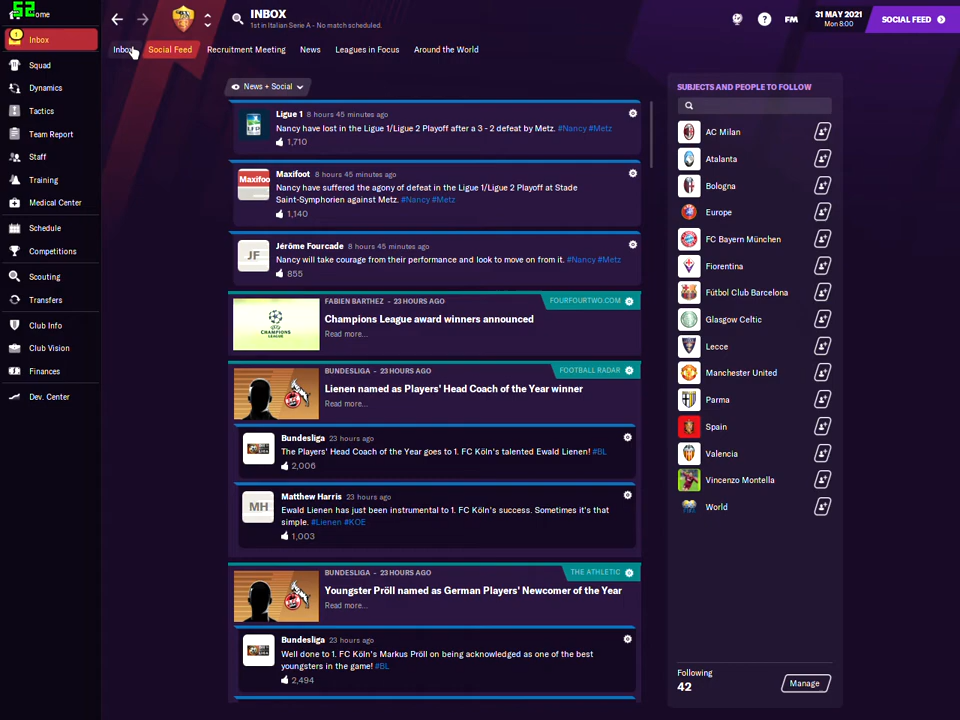 52
Home
1
Inbox
Squad
Dynamics
Tactics
Team Report
Staff
Training
Medical Center
Schedule
Competitions
Scouting
Transfers
Club Info
Club Vision
Finances
Dev. Center
INBOX
1st in Italian Serie A - No match scheduled.
?
FM
31 MAY 2021
Mon 8:00
SOCIAL FEED
Inbox
Social Feed
Recruitment Meeting
News
Leagues in Focus
Around the World
News + Social
Ligue 1 8 hours 45 minutes ago
Nancy have lost in the Ligue 1/Ligue 2 Playoff after a 3 - 2 defeat by Metz. #Nancy #Metz
1,710
Maxifoot
Maxifoot 8 hours 45 minutes ago
Nancy have suffered the agony of defeat in the Ligue 1/Ligue 2 Playoff at Stade
Saint-Symphorien against Metz. #Nancy #Metz
1,140
JF
Jérôme Fourcade 8 hours 45 minutes ago
Nancy will take courage from their performance and look to move on from it. #Nancy #Metz
855
CHAMPIONS
LEAGUE
FABIEN BARTHEZ - 23 HOURS AGO
FOURFOURTWO.COM
Champions League award winners announced
Read more...
BUNDESLIGA - 23 HOURS AGO
FOOTBALL RADAR
Lienen named as Players' Head Coach of the Year winner
Read more...
Bundesliga 23 hours ago
The Players' Head Coach of the Year goes to 1. FC Köln's talented Ewald Lienen! #BL
2,006
MH
Matthew Harris 23 hours ago
Ewald Lienen has just been instrumental to 1. FC Köln's success. Sometimes it's that
simple. #Lienen #KOE
1,003
BUNDESLIGA - 23 HOURS AGO
THE ATHLETIC
Youngster Pröll named as German Players' Newcomer of the Year
Read more...
Bundesliga 23 hours ago
Well done to 1. FC Köln's Markus Pröll on being acknowledged as one of the best
youngsters in the game! #BL
2,494
SUBJECTS AND PEOPLE TO FOLLOW
AC Milan
Atalanta
Bologna
Europe
FC Bayern München
Fiorentina
Fútbol Club Barcelona
Glasgow Celtic
Lecce
Manchester United
Parma
Spain
Valencia
Vincenzo Montella
World
Following
42
Manage